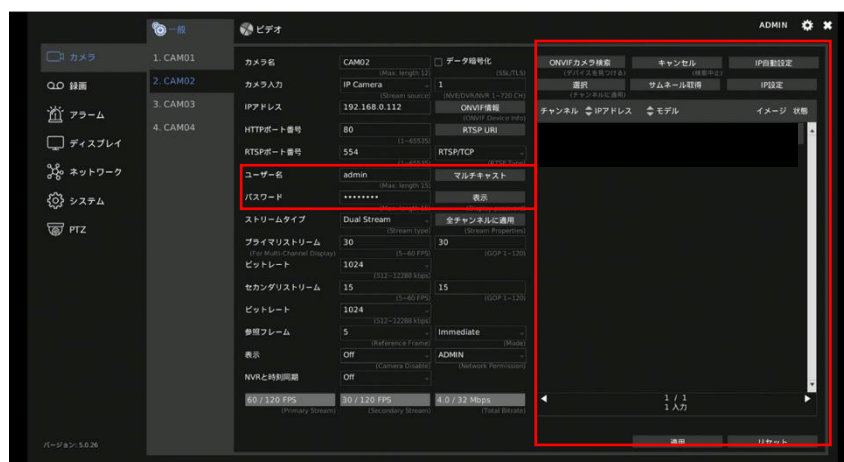 一般
ビデオ
ADMIN
カメラ
録画
アラーム
ディスプレイ
ネットワーク
システム
PTZ
バージョン: 5.0.26
1. CAM01
2. CAM02
3. CAM03
4. CAM04
カメラ名 CAM02 データ暗号化
(Max. length 12) (SSL/TLS)
カメラ入力 IP Camera 1
(Stream source) (NVE/DVR/NVR 1~720 CH)
IPアドレス 192.168.0.112 ONVIF情報
(ONVIF Device Info)
HTTPポート番号 80 RTSP URI
(1~65535)
RTSPポート番号 554 RTSP/TCP
(1~65535) (RTSP Type)
ユーザー名 admin マルチキャスト
(Max. length 15)
パスワード •••••••• 表示
ストリームタイプ Dual Stream 全チャンネルに適用
(Stream type) (Stream Properties)
プライマリストリーム 30 30
(For Multi-Channel Display) (5~60 FPS) (GOP 1~120)
ビットレート 1024
(512~12288 kbps)
セカンダリストリーム 15 15
(5~60 FPS) (GOP 1~120)
ビットレート 1024
(512~12288 kbps)
参照フレーム 5 Immediate
(Reference Frame) (Mode)
表示 Off ADMIN
(Camera Disable) (Network Permission)
NVRと時刻同期 Off
60 / 120 FPS 30 / 120 FPS 4.0 / 32 Mbps
(Primary Stream) (Secondary Stream) (Total Bitrate)
ONVIFカメラ検索 キャンセル IP自動設定
(デバイスを見つける) (検索中止)
選択 サムネール取得 IP設定
(チャンネルに適用)
チャンネル IPアドレス モデル イメージ 状態
1 / 1
1 入力
適用 リセット